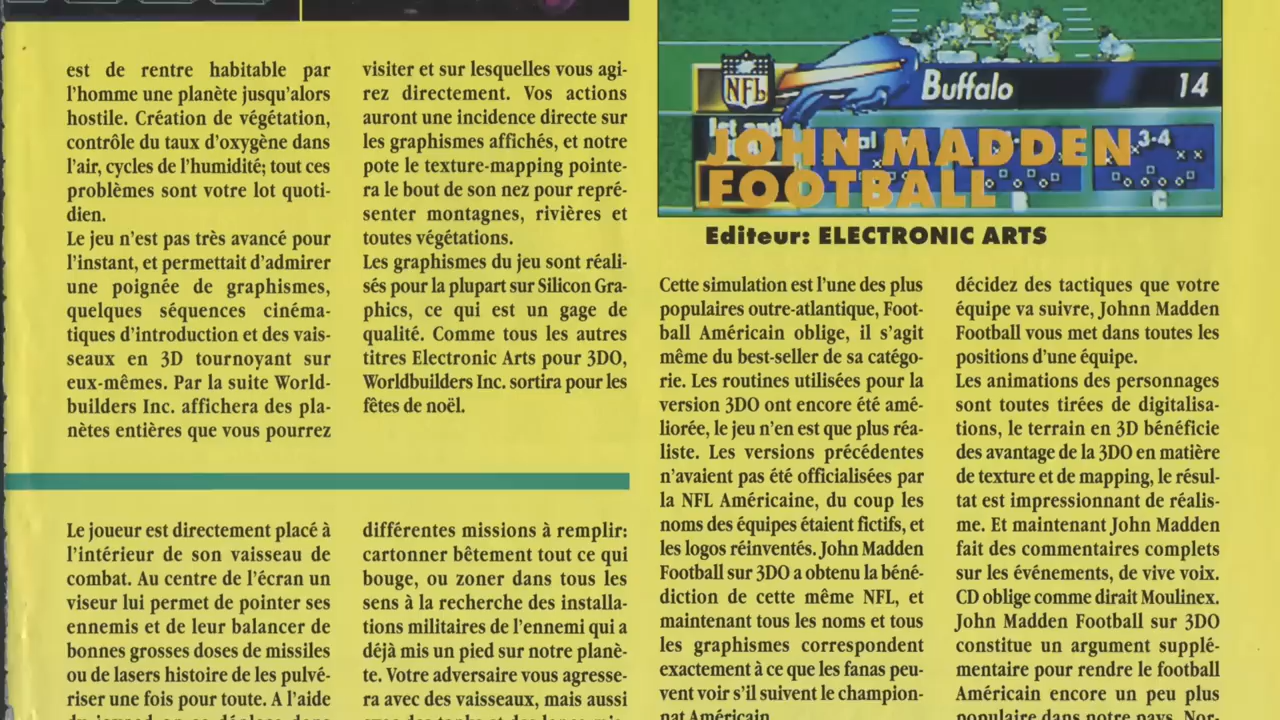 est de rentre habitable par
l'homme une planète jusqu'alors
hostile. Création de végétation,
contrôle du taux d'oxygène dans
l'air, cycles de l'humidité; tout ces
problèmes sont votre lot quoti-
dien.
Le jeu n'est pas très avancé pour
l'instant, et permettait d'admirer
une poignée de graphismes,
quelques séquences cinéma-
tiques d'introduction et des vais-
seaux en 3D tournoyant sur
eux-mêmes. Par la suite World-
builders Inc. affichera des pla-
nètes entières que vous pourrez
visiter et sur lesquelles vous agi-
rez directement. Vos actions
auront une incidence directe sur
les graphismes affichés, et notre
pote le texture-mapping pointe-
ra le bout de son nez pour repré-
senter montagnes, rivières et
toutes végétations.
Les graphismes du jeu sont réali-
sés pour la plupart sur Silicon Gra-
phics, ce qui est un gage de
qualité. Comme tous les autres
titres Electronic Arts pour 3DO,
Worldbuilders Inc. sortira pour les
fêtes de noël.
Le joueur est directement placé à
l'intérieur de son vaisseau de
combat. Au centre de l'écran un
viseur lui permet de pointer ses
ennemis et de leur balancer de
bonnes grosses doses de missiles
ou de lasers histoire de les pulvé-
riser une fois pour toute. A l'aide
différentes missions à remplir:
cartonner bêtement tout ce qui
bouge, ou zoner dans tous les
sens à la recherche des installa-
tions militaires de l'ennemi qui a
déjà mis un pied sur notre planè-
te. Votre adversaire vous agresse-
ra avec des vaisseaux, mais aussi
NFL Buffalo 14
1st and
3-4
JOHN MADDEN
FOOTBALL
C
Editeur: ELECTRONIC ARTS
Cette simulation est l'une des plus
populaires outre-atlantique, Foot-
ball Américain oblige, il s'agit
même du best-seller de sa catégo-
rie. Les routines utilisées pour la
version 3DO ont encore été amé-
liorée, le jeu n'en est que plus réa-
liste. Les versions précédentes
n'avaient pas été officialisées par
la NFL Américaine, du coup les
noms des équipes étaient fictifs, et
les logos réinventés. John Madden
Football sur 3DO a obtenu la béné-
diction de cette même NFL, et
maintenant tous les noms et tous
les graphismes correspondent
exactement à ce que les fanas peu-
vent voir s'il suivent le champion-
nat Américain.
décidez des tactiques que votre
équipe va suivre, Johnn Madden
Football vous met dans toutes les
positions d'une équipe.
Les animations des personnages
sont toutes tirées de digitalisa-
tions, le terrain en 3D bénéficie
des avantage de la 3DO en matière
de texture et de mapping, le résul-
tat est impressionnant de réalis-
me. Et maintenant John Madden
fait des commentaires complets
sur les événements, de vive voix.
CD oblige comme dirait Moulinex.
John Madden Football sur 3DO
constitue un argument supplé-
mentaire pour rendre le football
Américain encore un peu plus
populaire dans notre pays. Nor-